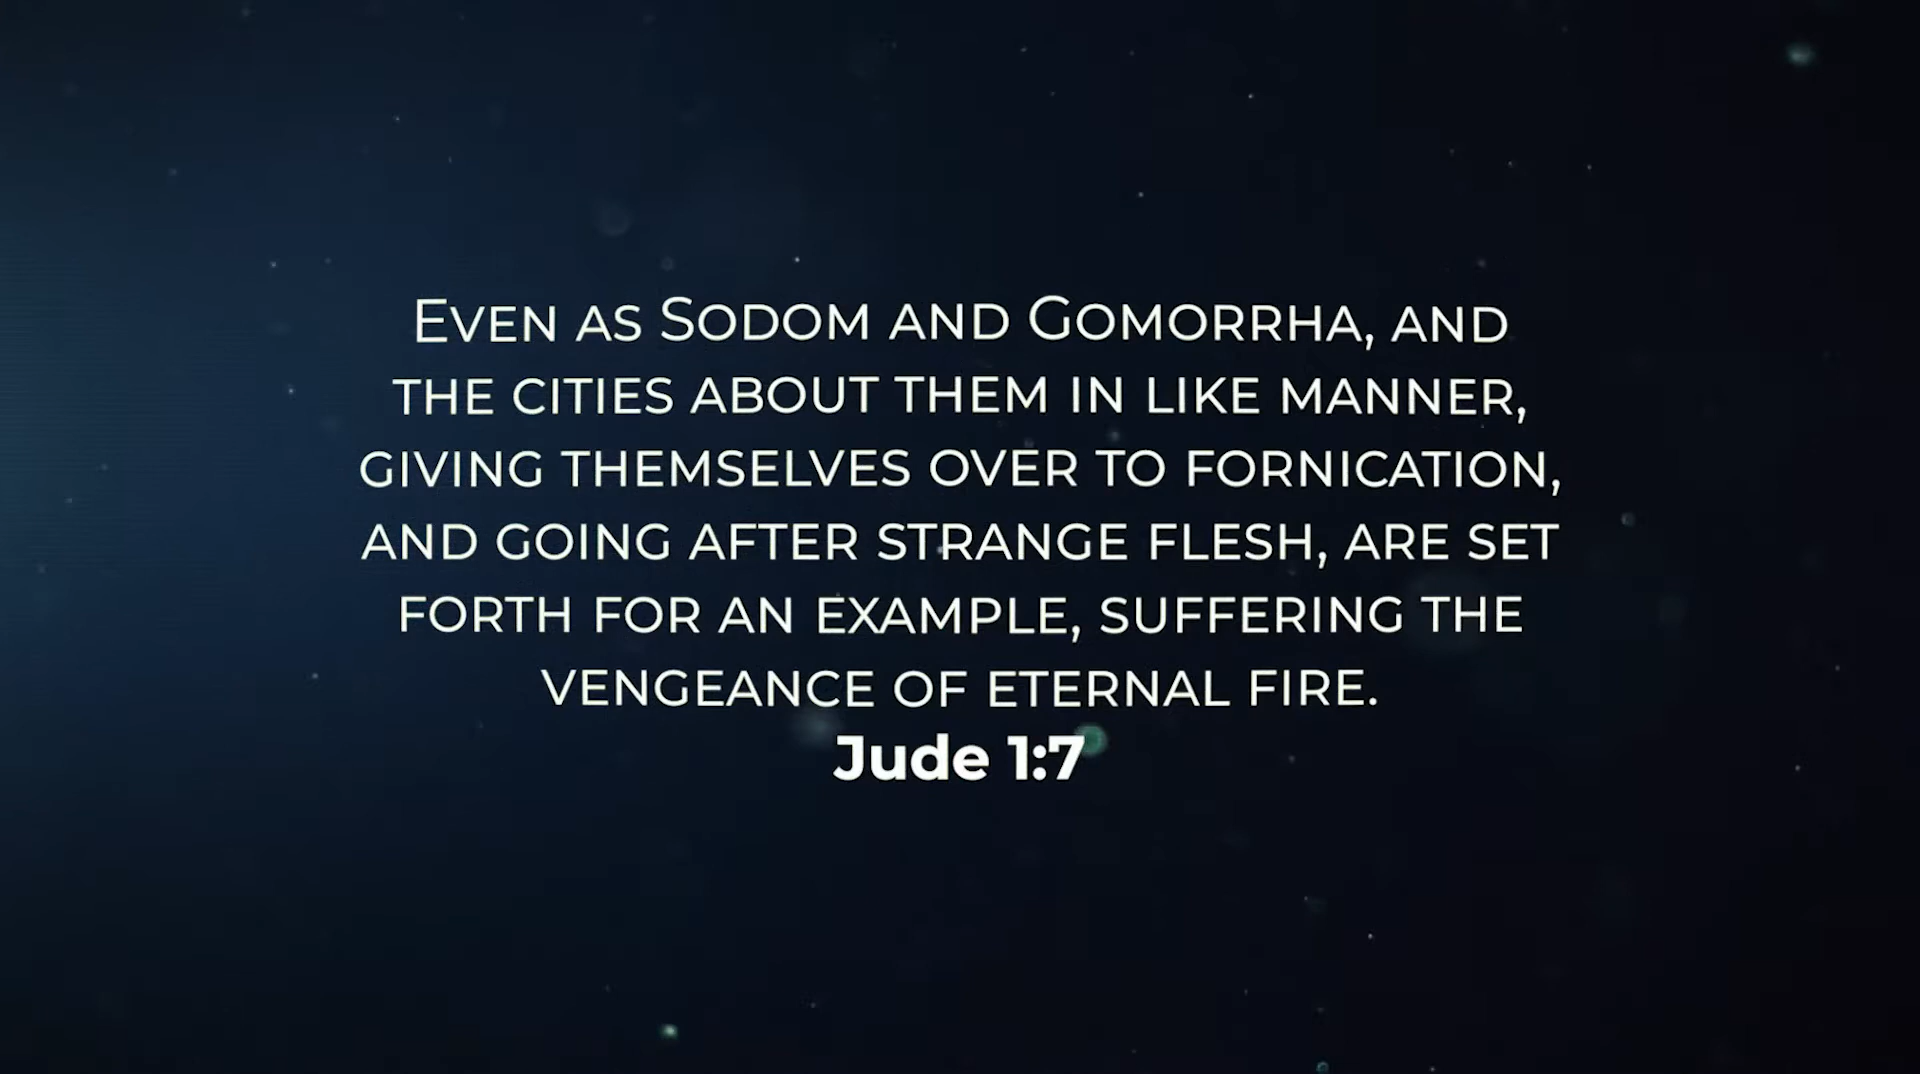 Even as Sodom and Gomorrha, and
the cities about them in like manner,
giving themselves over to fornication,
and going after strange flesh, are set
forth for an example, suffering the
vengeance of eternal fire.
Jude 1:7